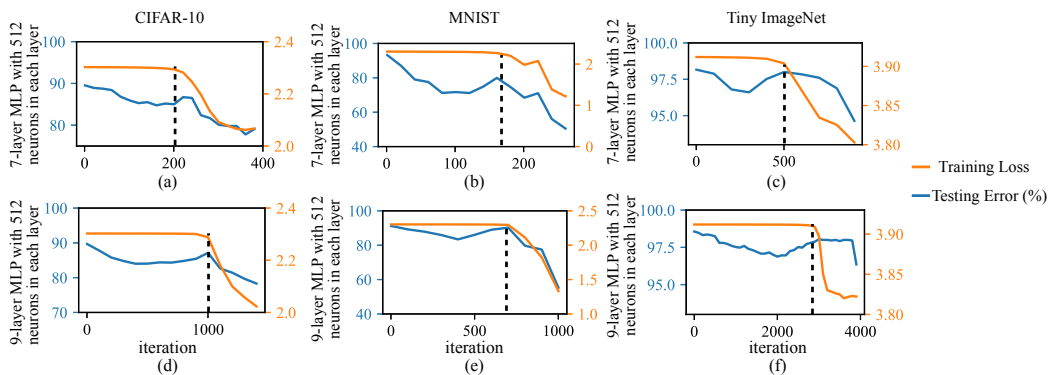 CIFAR-10
MNIST
Tiny ImageNet
7-layer MLP with 512
neurons in each layer
100
90
80
2.4
2.2
2.1
2.0
0
200
400
(a)
7-layer MLP with 512
neurons in each layer
100
80
60
40
2
1
0
0
100
200
(b)
7-layer MLP with 512
neurons in each layer
100.0
97.5
95.0
3.90
3.85
3.80
0
500
(c)
Training Loss
Testing Error (%)
9-layer MLP with 512
neurons in each layer
100
90
80
70
2.4
2.2
2.0
0
1000
iteration
(d)
9-layer MLP with 512
neurons in each layer
100
80
60
40
2.5
2.0
1.5
1.0
0
500
1000
iteration
(e)
9-layer MLP with 512
neurons in each layer
100.0
97.5
95.0
3.90
3.85
3.80
0
2000
4000
iteration
(f)